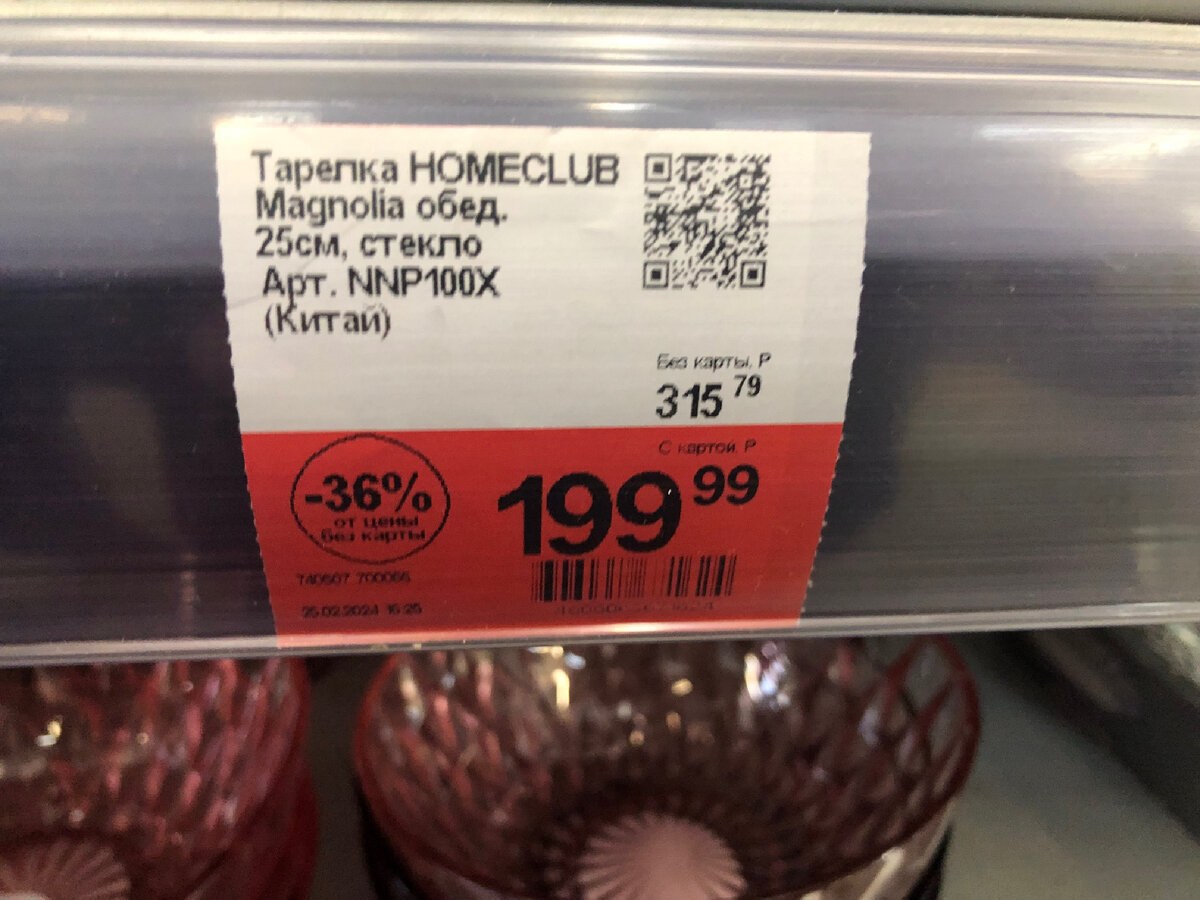 Тарелка HOMECLUB
Magnolia обед.
25см, стекло
Арт. NNP100X
(Китай)
Без карты, Р
315 79
С картой, Р
-36%
от цены
без карты
199 99
740607 700066
25.02.2024 16:25